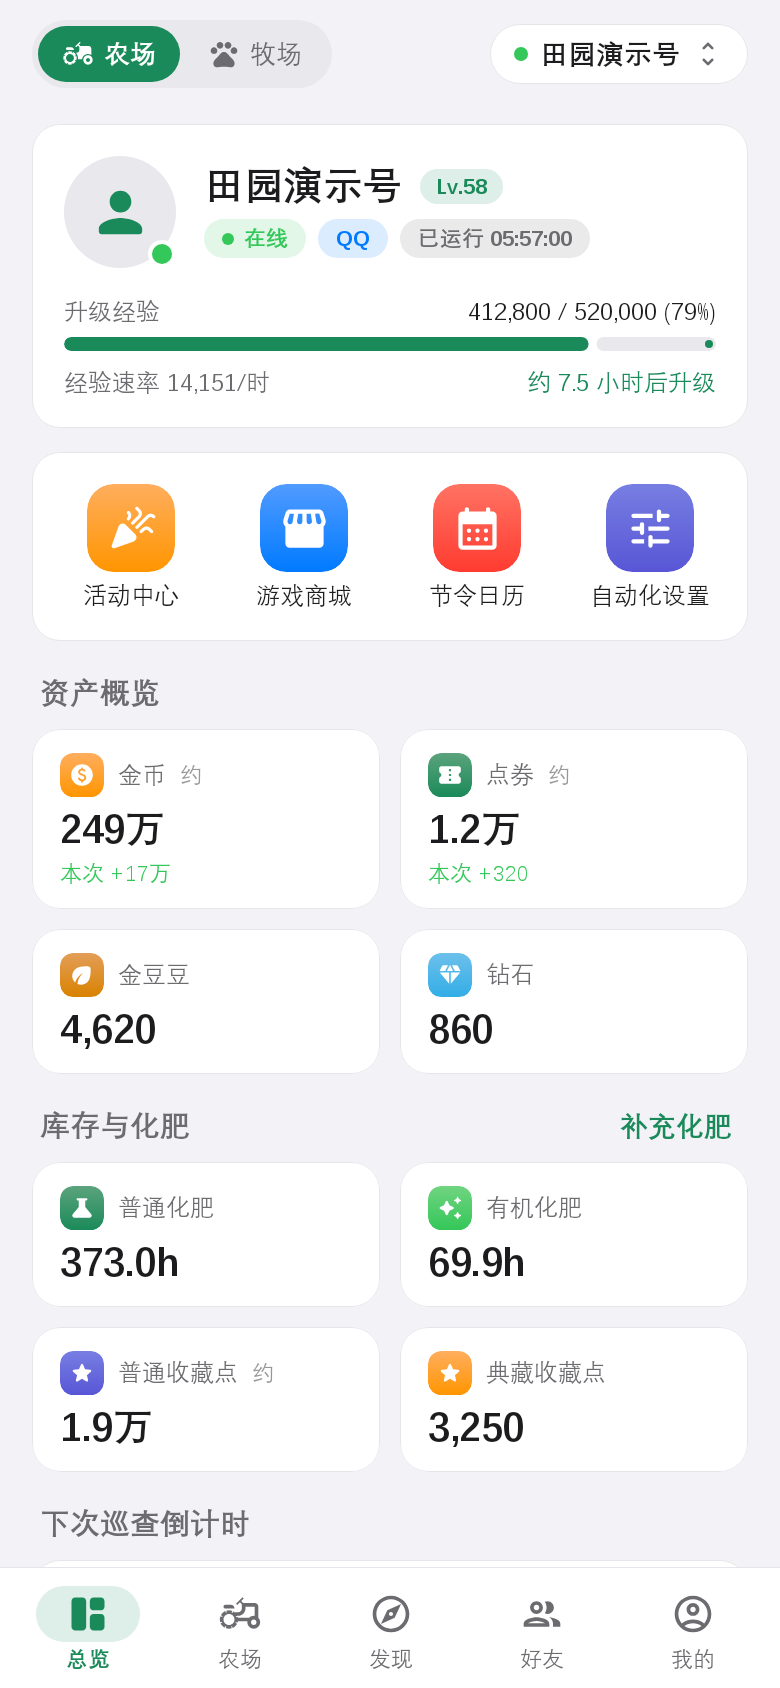 农场 牧场 田园演示号
田园演示号 Lv.58
在线 QQ 已运行 05:57:00
升级经验 412,800 / 520,000 (79%)
经验速率 14,151/时 约 7.5 小时后升级
活动中心 游戏商城 节令日历 自动化设置
资产概览
金币 约 点券 约
249万 1.2万
本次 +17万 本次 +320
金豆豆 钻石
4,620 860
库存与化肥 补充化肥
普通化肥 有机化肥
373.0h 69.9h
普通收藏点 约 典藏收藏点
1.9万 3,250
下次巡查倒计时
总览 农场 发现 好友 我的